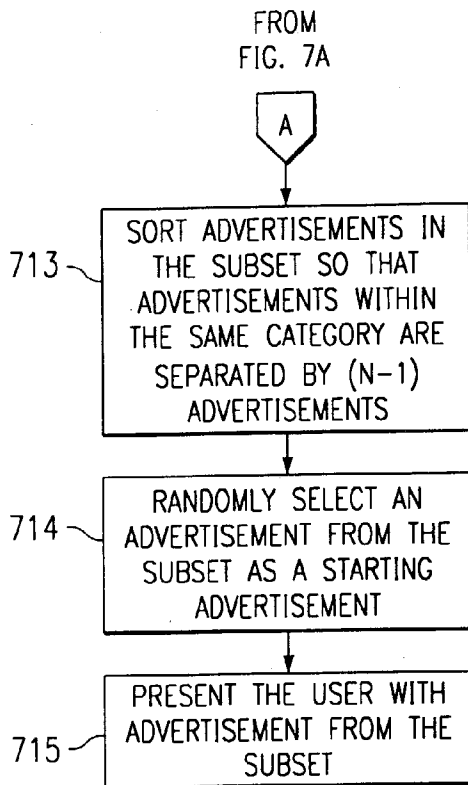 FROM
FIG. 7A
A
713
SORT ADVERTISEMENTS IN
THE SUBSET SO THAT
ADVERTISEMENTS WITHIN
THE SAME CATEGORY ARE
SEPARATED BY (N-1)
ADVERTISEMENTS
714
RANDOMLY SELECT AN
ADVERTISEMENT FROM THE
SUBSET AS A STARTING
ADVERTISEMENT
715
PRESENT THE USER WITH
ADVERTISEMENT FROM THE
SUBSET